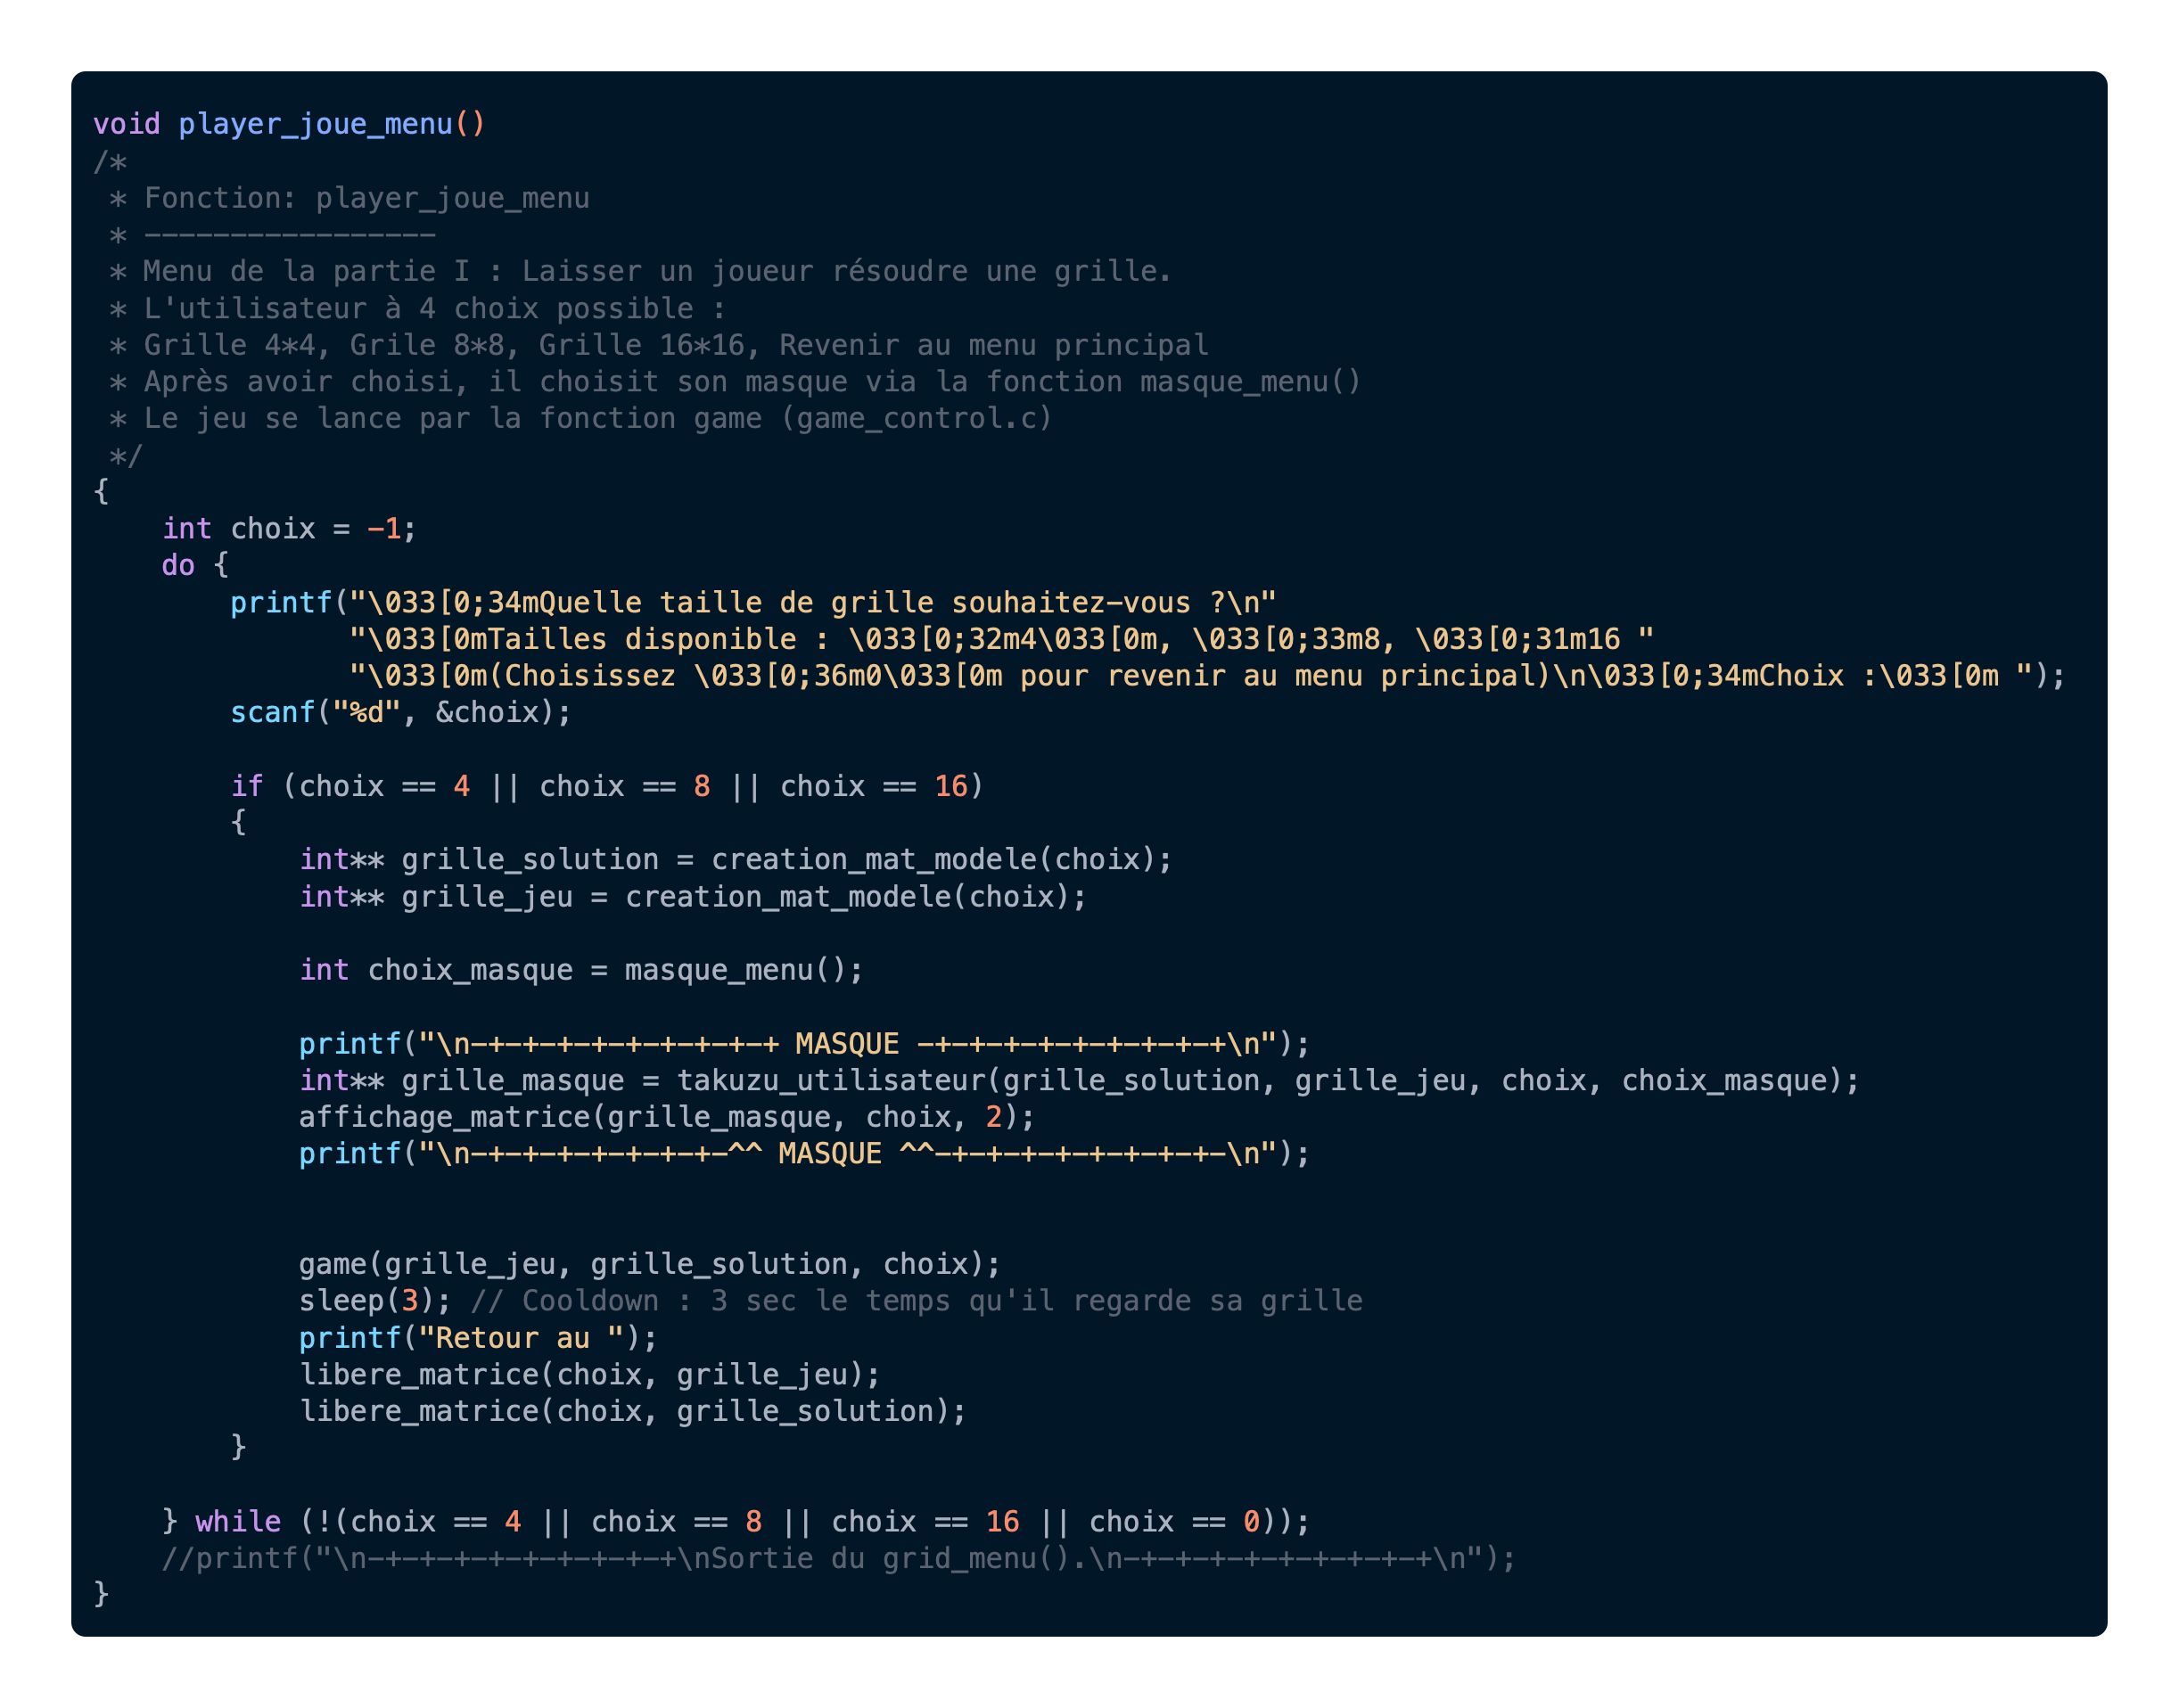 void player_joue_menu()
/*
 * Fonction: player_joue_menu
 * -----------------
 * Menu de la partie I : Laisser un joueur résoudre une grille.
 * L'utilisateur à 4 choix possible :
 * Grille 4*4, Grile 8*8, Grille 16*16, Revenir au menu principal
 * Après avoir choisi, il choisit son masque via la fonction masque_menu()
 * Le jeu se lance par la fonction game (game_control.c)
 */
{
    int choix = -1;
    do {
        printf("\033[0;34mQuelle taille de grille souhaitez-vous ?\n"
               "\033[0mTailles disponible : \033[0;32m4\033[0m, \033[0;33m8, \033[0;31m16 "
               "\033[0m(Choisissez \033[0;36m0\033[0m pour revenir au menu principal)\n\033[0;34mChoix :\033[0m ");
        scanf("%d", &choix);
        if (choix == 4 || choix == 8 || choix == 16)
        {
            int** grille_solution = creation_mat_modele(choix);
            int** grille_jeu = creation_mat_modele(choix);
            int choix_masque = masque_menu();
            printf("\n-+-+-+-+-+-+-+-+-+ MASQUE -+-+-+-+-+-+-+-+-+\n");
            int** grille_masque = takuzu_utilisateur(grille_solution, grille_jeu, choix, choix_masque);
            affichage_matrice(grille_masque, choix, 2);
            printf("\n-+-+-+-+-+-+-+-^^ MASQUE ^^-+-+-+-+-+-+-+-+-\n");
            game(grille_jeu, grille_solution, choix);
            sleep(3); // Cooldown : 3 sec le temps qu'il regarde sa grille
            printf("Retour au ");
            libere_matrice(choix, grille_jeu);
            libere_matrice(choix, grille_solution);
        }
    } while (!(choix == 4 || choix == 8 || choix == 16 || choix == 0));
    //printf("\n-+-+-+-+-+-+-+-+-+\nSortie du grid_menu().\n-+-+-+-+-+-+-+-+-+\n");
}